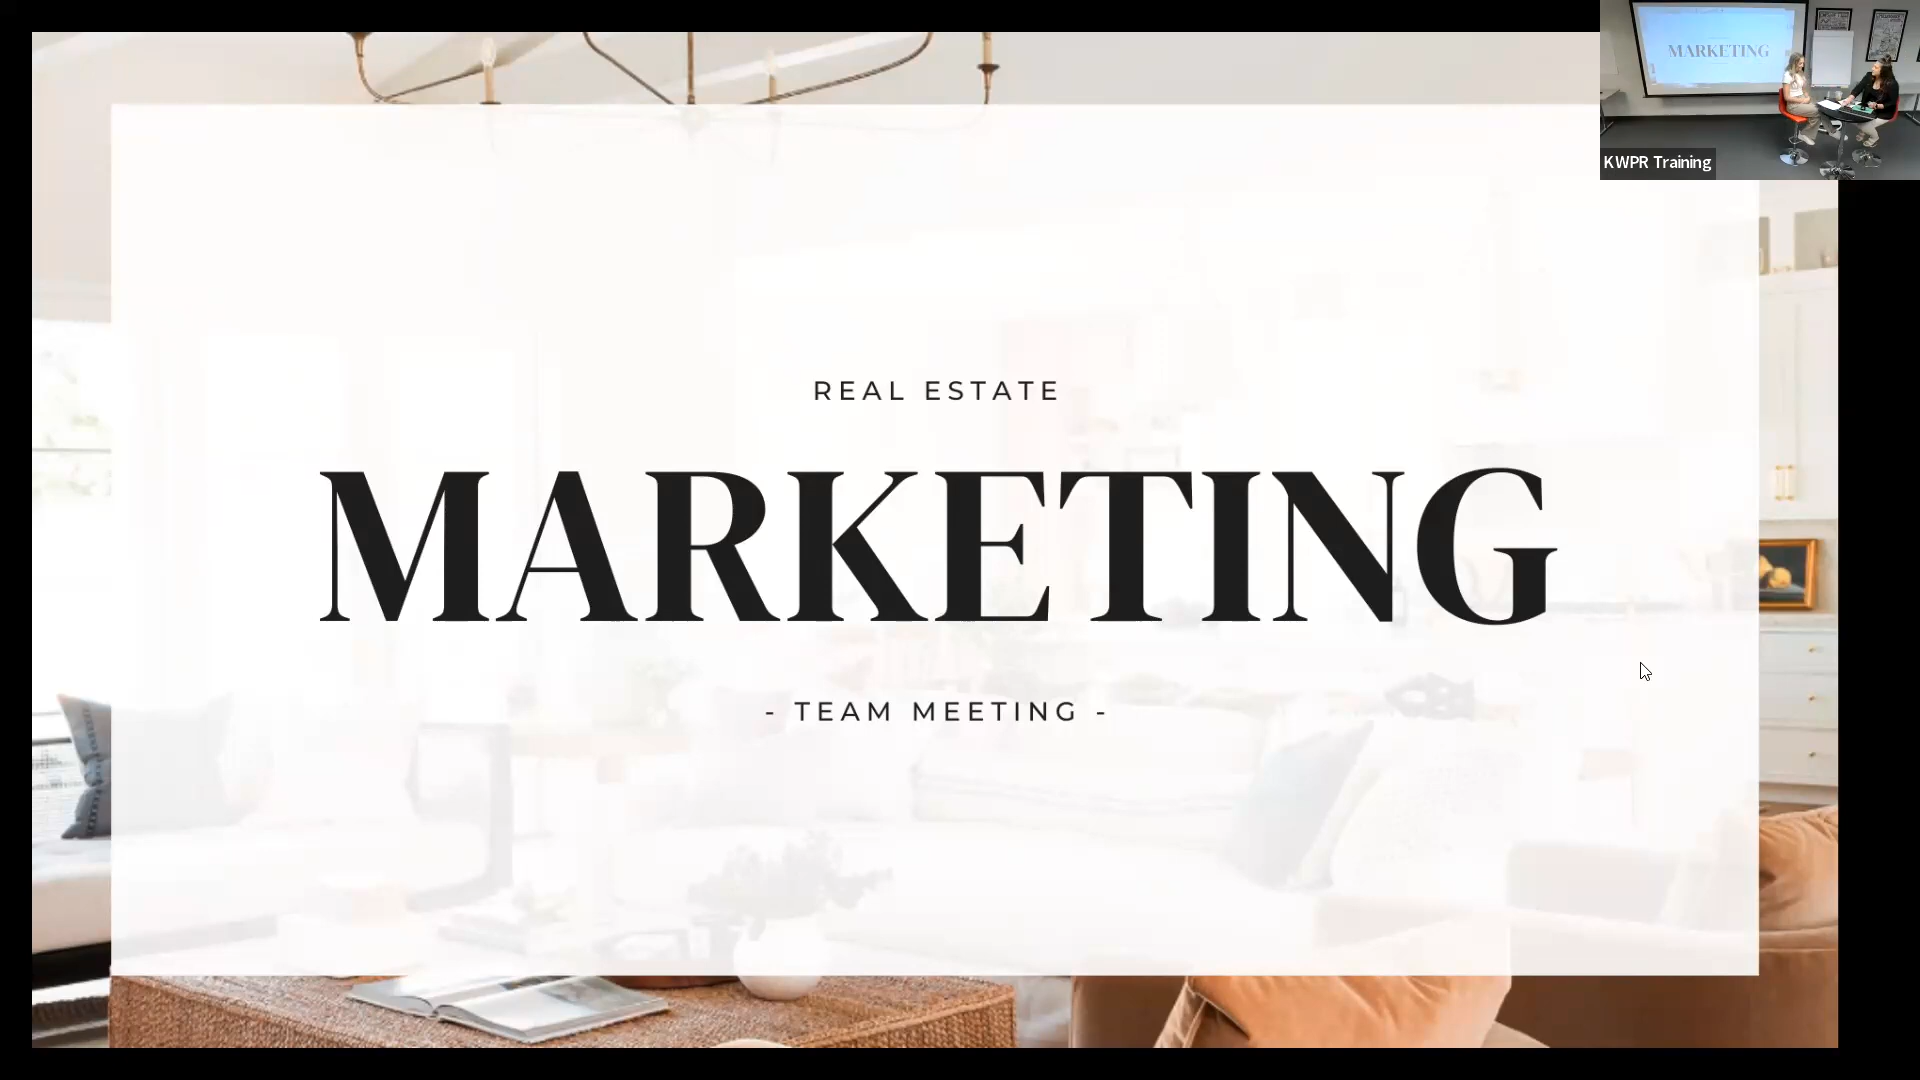 REAL ESTATE
MARKETING
- TEAM MEETING -
MARKETING
KWPR Training